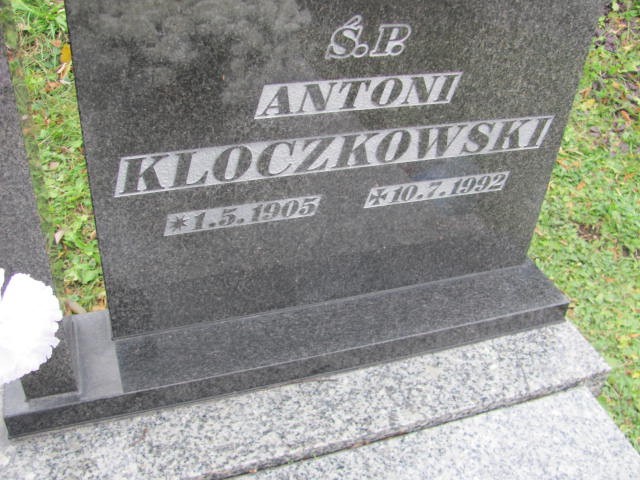 Ś.P.
ANTONI
KLOCZKOWSKI
*1.5.1905 ✝10.7.1992